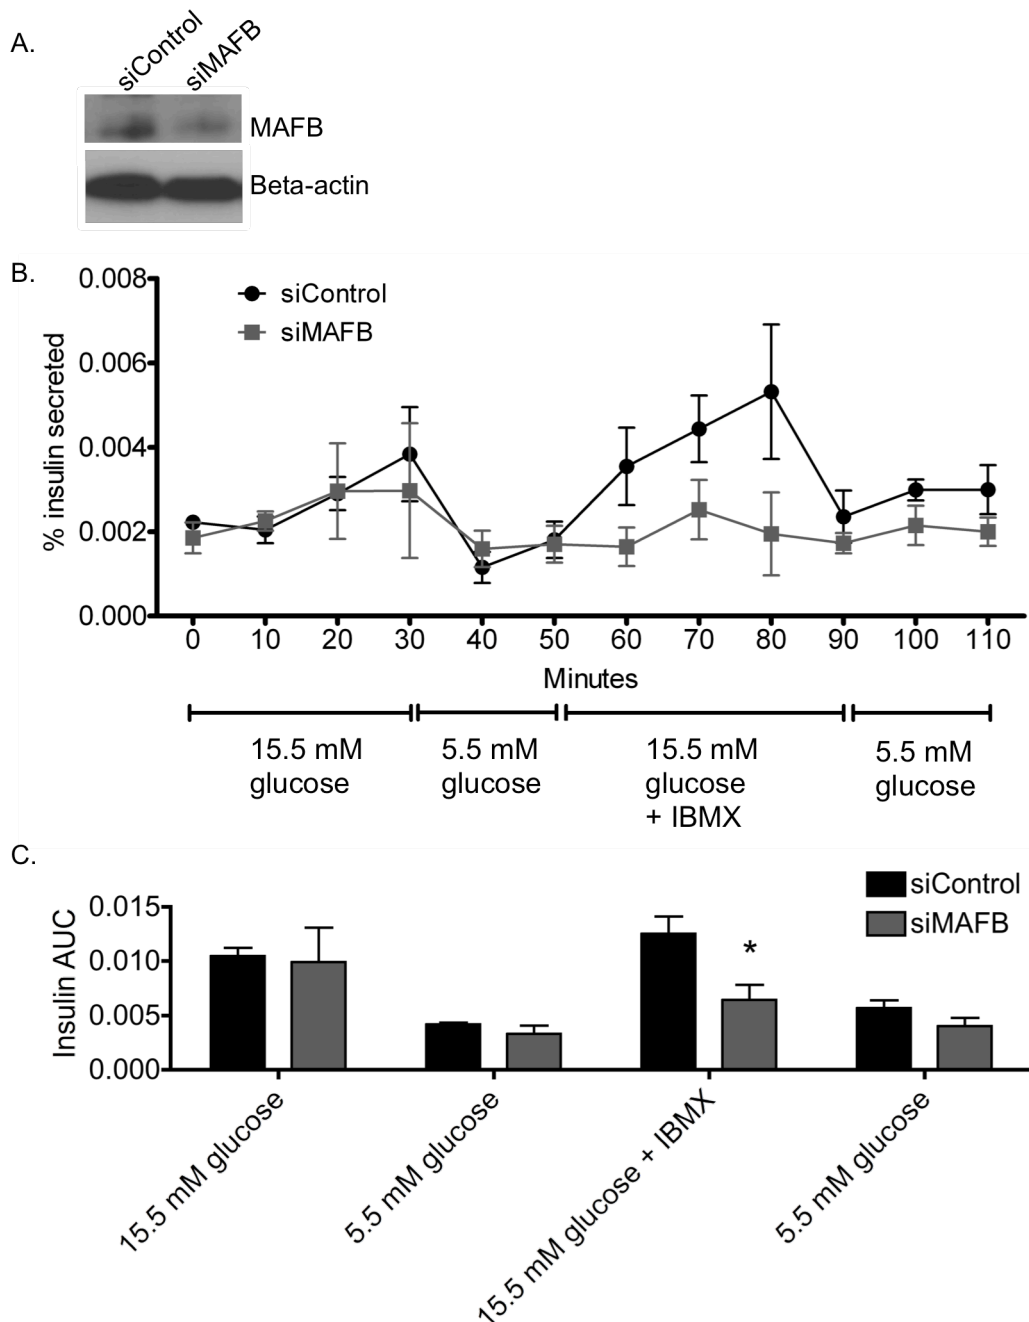 A.
siControl
siMAFB
MAFB
Beta-actin
B.
0.008
0.006
0.004
0.002
0.000
% insulin secreted
siControl
siMAFB
0 10 20 30 40 50 60 70 80 90 100 110
Minutes
15.5 mM
glucose
5.5 mM
glucose
15.5 mM
glucose
+ IBMX
5.5 mM
glucose
C.
siControl
siMAFB
0.015
0.010
0.005
0.000
Insulin AUC
*
15.5 mM glucose
5.5 mM glucose
15.5 mM glucose + IBMX
5.5 mM glucose